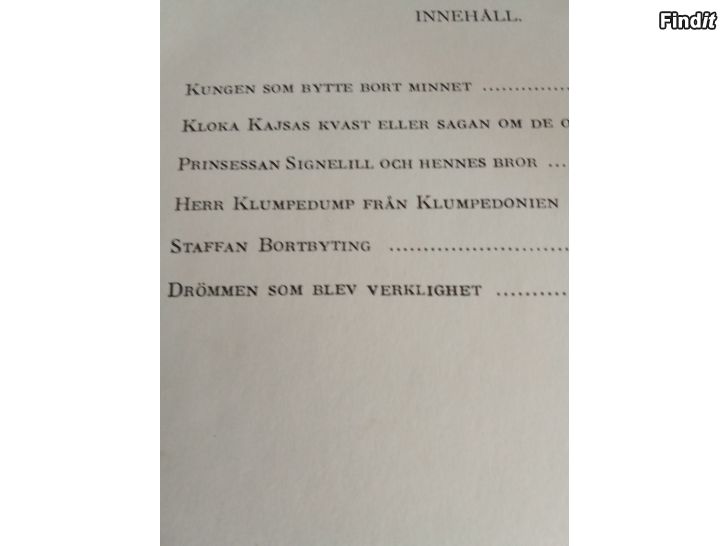 INNEHÅLL.
KUNGEN SOM BYTTE BORT MINNET ..............
KLOKA KAJSAS KVAST ELLER SAGAN OM DE
PRINSESSAN SIGNELILL OCH HENNES BROR ...
HERR KLUMPEDUMP FRÅN KLUMPEDONIEN
STAFFAN BORTBYTING ..............................
DRÖMMEN SOM BLEV VERKLIGHET ...........
Findit